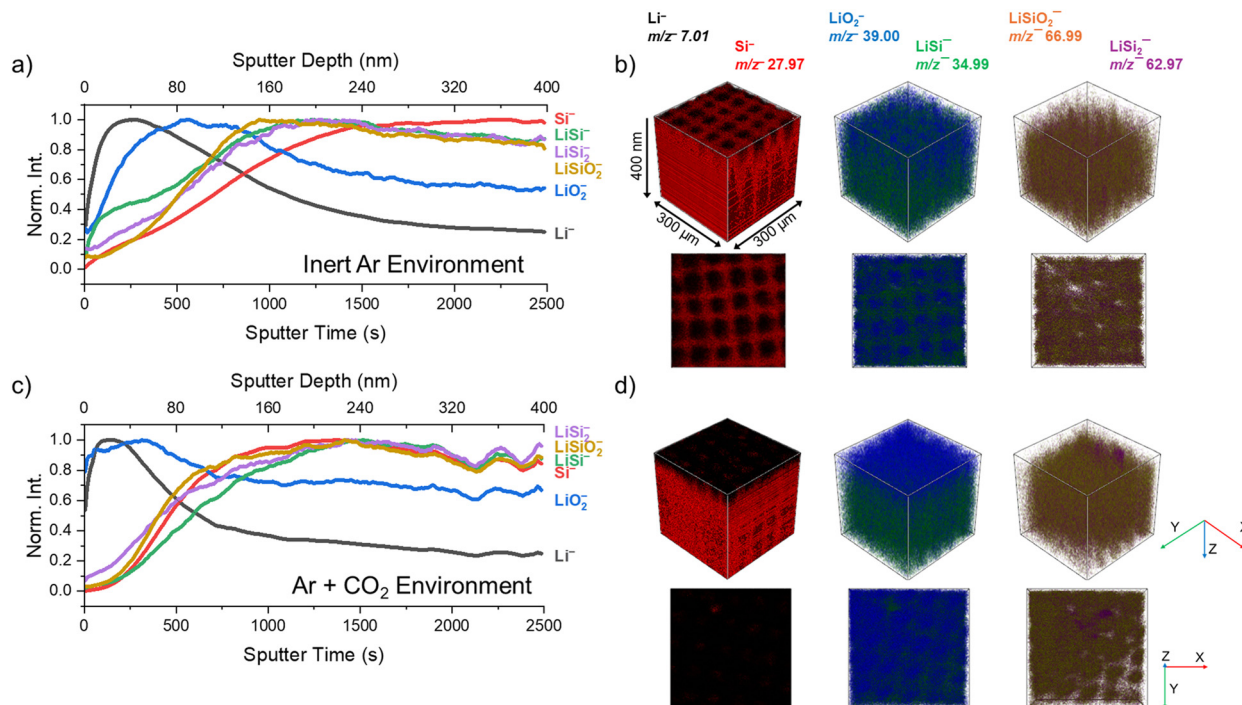 Li⁻
m/z⁻ 7.01
Si⁻
m/z⁻ 27.97
LiO₂⁻
m/z⁻ 39.00
LiSi⁻
m/z⁻ 34.99
LiSiO₂⁻
m/z⁻ 66.99
LiSi₂⁻
m/z⁻ 62.97
a)
Sputter Depth (nm)
0 80 160 240 320 400
Norm. Int.
1.0
0.8
0.6
0.4
0.2
0.0
Si⁻
LiSi⁻
LiSi₂⁻
LiSiO₂⁻
LiO₂⁻
Li⁻
Inert Ar Environment
0 500 1000 1500 2000 2500
Sputter Time (s)
b)
400 nm
300 µm
300 µm
c)
Sputter Depth (nm)
0 80 160 240 320 400
Norm. Int.
1.0
0.8
0.6
0.4
0.2
0.0
LiSi₂⁻
LiSiO₂⁻
LiSi⁻
Si⁻
LiO₂⁻
Li⁻
Ar + CO₂ Environment
0 500 1000 1500 2000 2500
Sputter Time (s)
d)
Y X
Z
Z X
Y